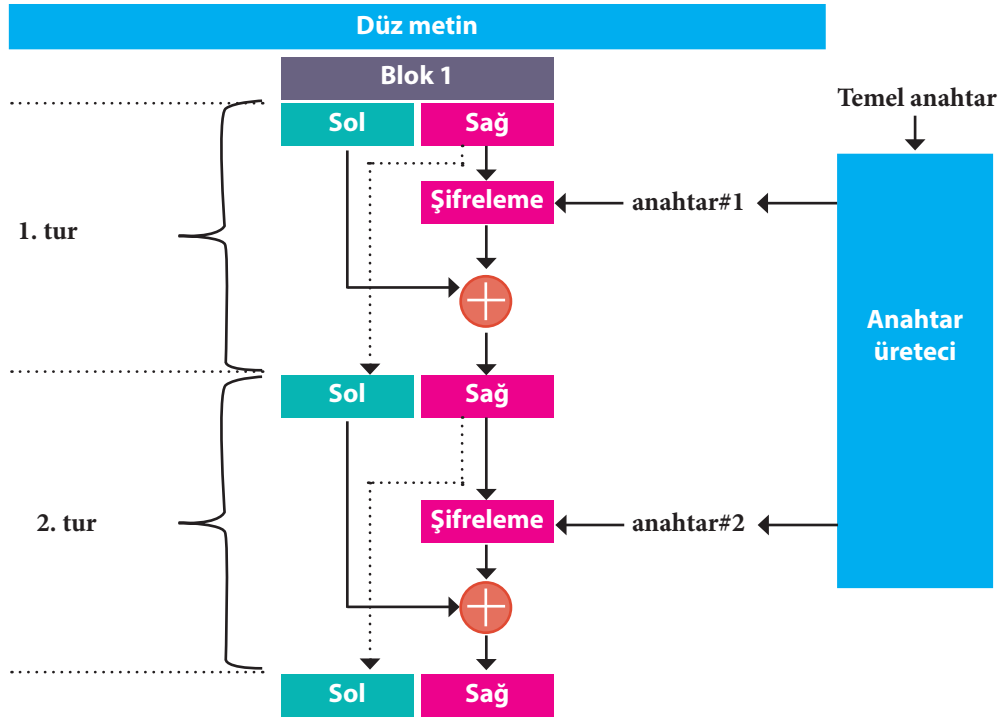 Düz metin
Blok 1
Temel anahtar
Sol
Sağ
Şifreleme
anahtar#1
1. tur
Anahtar
üreteci
Sol
Sağ
Şifreleme
anahtar#2
2. tur
Sol
Sağ